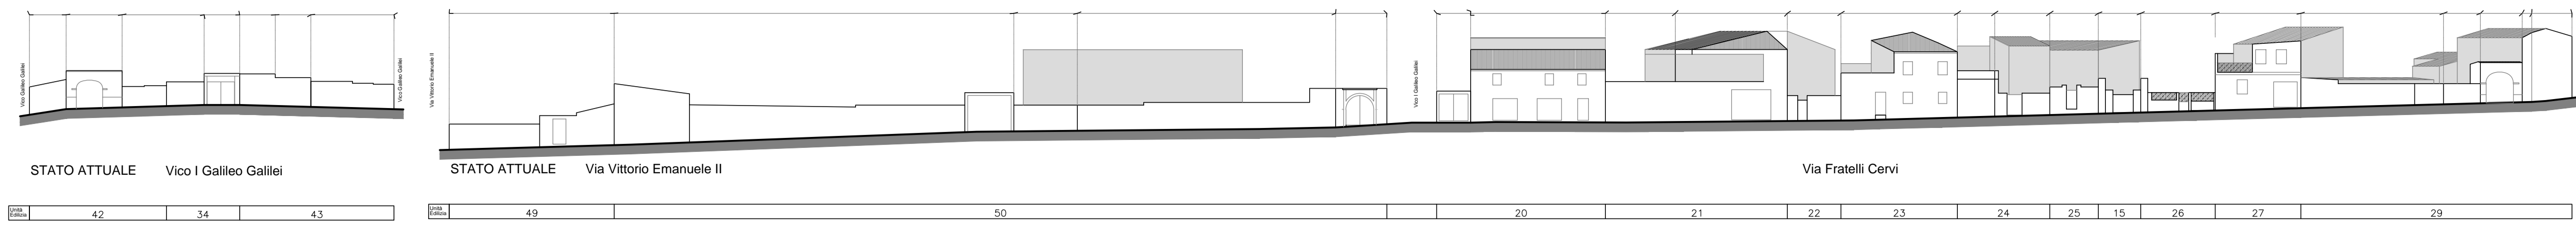 Vico Galileo Galilei
Vico Galileo Galilei
STATO ATTUALE Vico I Galileo Galilei
Unità
Edilizia
42 34 43
Via Vittorio Emanuele II
Vico I Galileo Galilei
STATO ATTUALE Via Vittorio Emanuele II
Via Fratelli Cervi
Unità
Edilizia
49 50 20 21 22 23 24 25 15 26 27 29